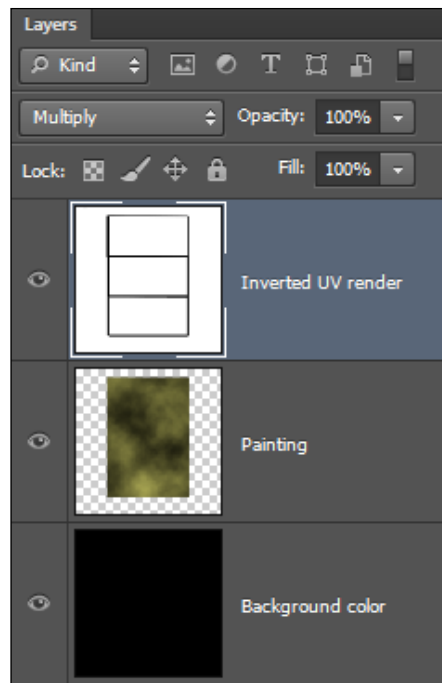 Layers
Kind
Multiply Opacity: 100%
Lock: Fill: 100%
Inverted UV render
Painting
Background color